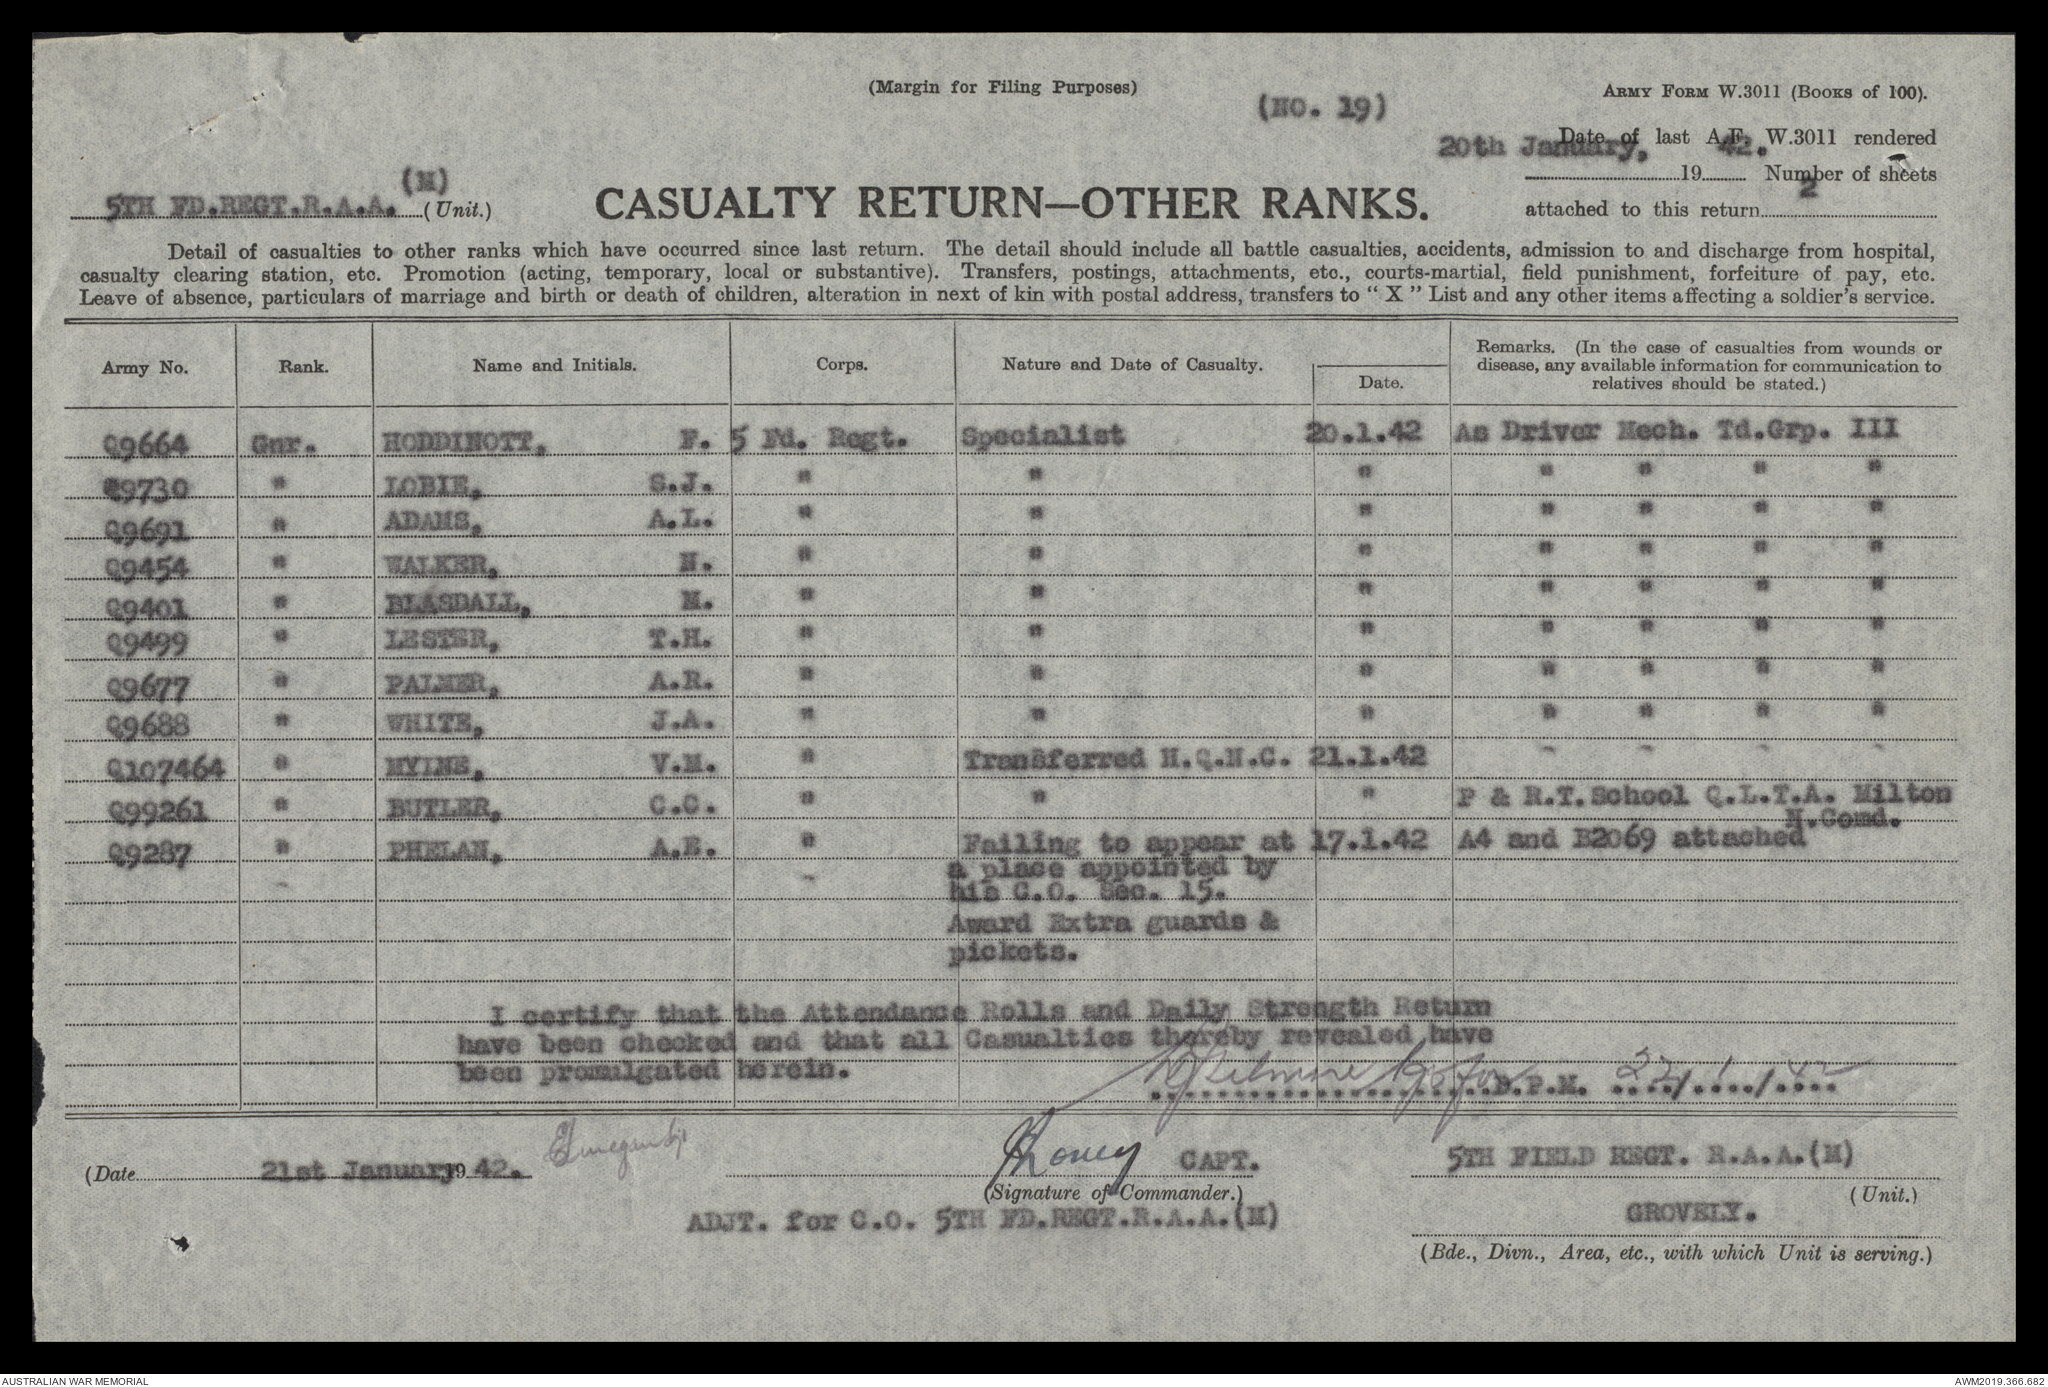 (Margin for Filing Purposes)
(NO. 19)
ARMY FORM W.3011 (BOOKS of 100).
Date of last A.F. W.3011 rendered
20th January, 42.
19 Number of sheets
attached to this return 2
5TH FD.REGT.R.A.A. (M) (Unit.)
CASUALTY RETURN—OTHER RANKS.
Detail of casualties to other ranks which have occurred since last return. The detail should include all battle casualties, accidents, admission to and discharge from hospital,
casualty clearing station, etc. Promotion (acting, temporary, local or substantive). Transfers, postings, attachments, etc., courts-martial, field punishment, forfeiture of pay, etc.
Leave of absence, particulars of marriage and birth or death of children, alteration in next of kin with postal address, transfers to " X " List and any other items affecting a soldier's service.
Army No. Rank. Name and Initials. Corps. Nature and Date of Casualty. Date. Remarks. (In the case of casualties from wounds or
disease, any available information for communication to
relatives should be stated.)
Q9664 Gnr. HODDINOTT, F. 5 Fd. Regt. Specialist 20.1.42 As Driver Mech. Td.Grp. III
Q9730 " LOBIE, S.J. " " " " " " "
Q9691 " ADAMS, A.L. " " " " " " "
Q9454 " WALKER, N. " " " " " " "
Q9401 " BLASDALL, M. " " " " " " "
Q9499 " LESTER, T.H. " " " " " " "
Q9677 " PALMER, A.R. " " " " " " "
Q9688 " WHITE, J.A. " " " " " " "
Q107464 " V.M. " Transferred H.Q.N.C. 21.1.42
Q99261 " BUTLER, C.C. " " " P & R.T.School Q.L.T.A. Milton
N.Comd.
Q9287 " PHELAN, A.E. " Failing to appear at 17.1.42 A4 and B2069 attached
a place appointed by
his C.O. Sec. 15.
Award Extra guards &
pickets.
I certify that the Attendance Rolls and Daily Strength Return
have been checked and that all Casualties thereby revealed have
been promulgated herein.
for D.P.M. 22/1/42
(Date 21st January 1942.
CAPT.
(Signature of Commander.)
ADJT. for C.O. 5TH FD.REGT.R.A.A.(M)
5TH FIELD REGT. R.A.A.(M)
(Unit.)
GROVELY.
(Bde., Divn., Area, etc., with which Unit is serving.)
AUSTRALIAN WAR MEMORIAL
AWM2019.366.682